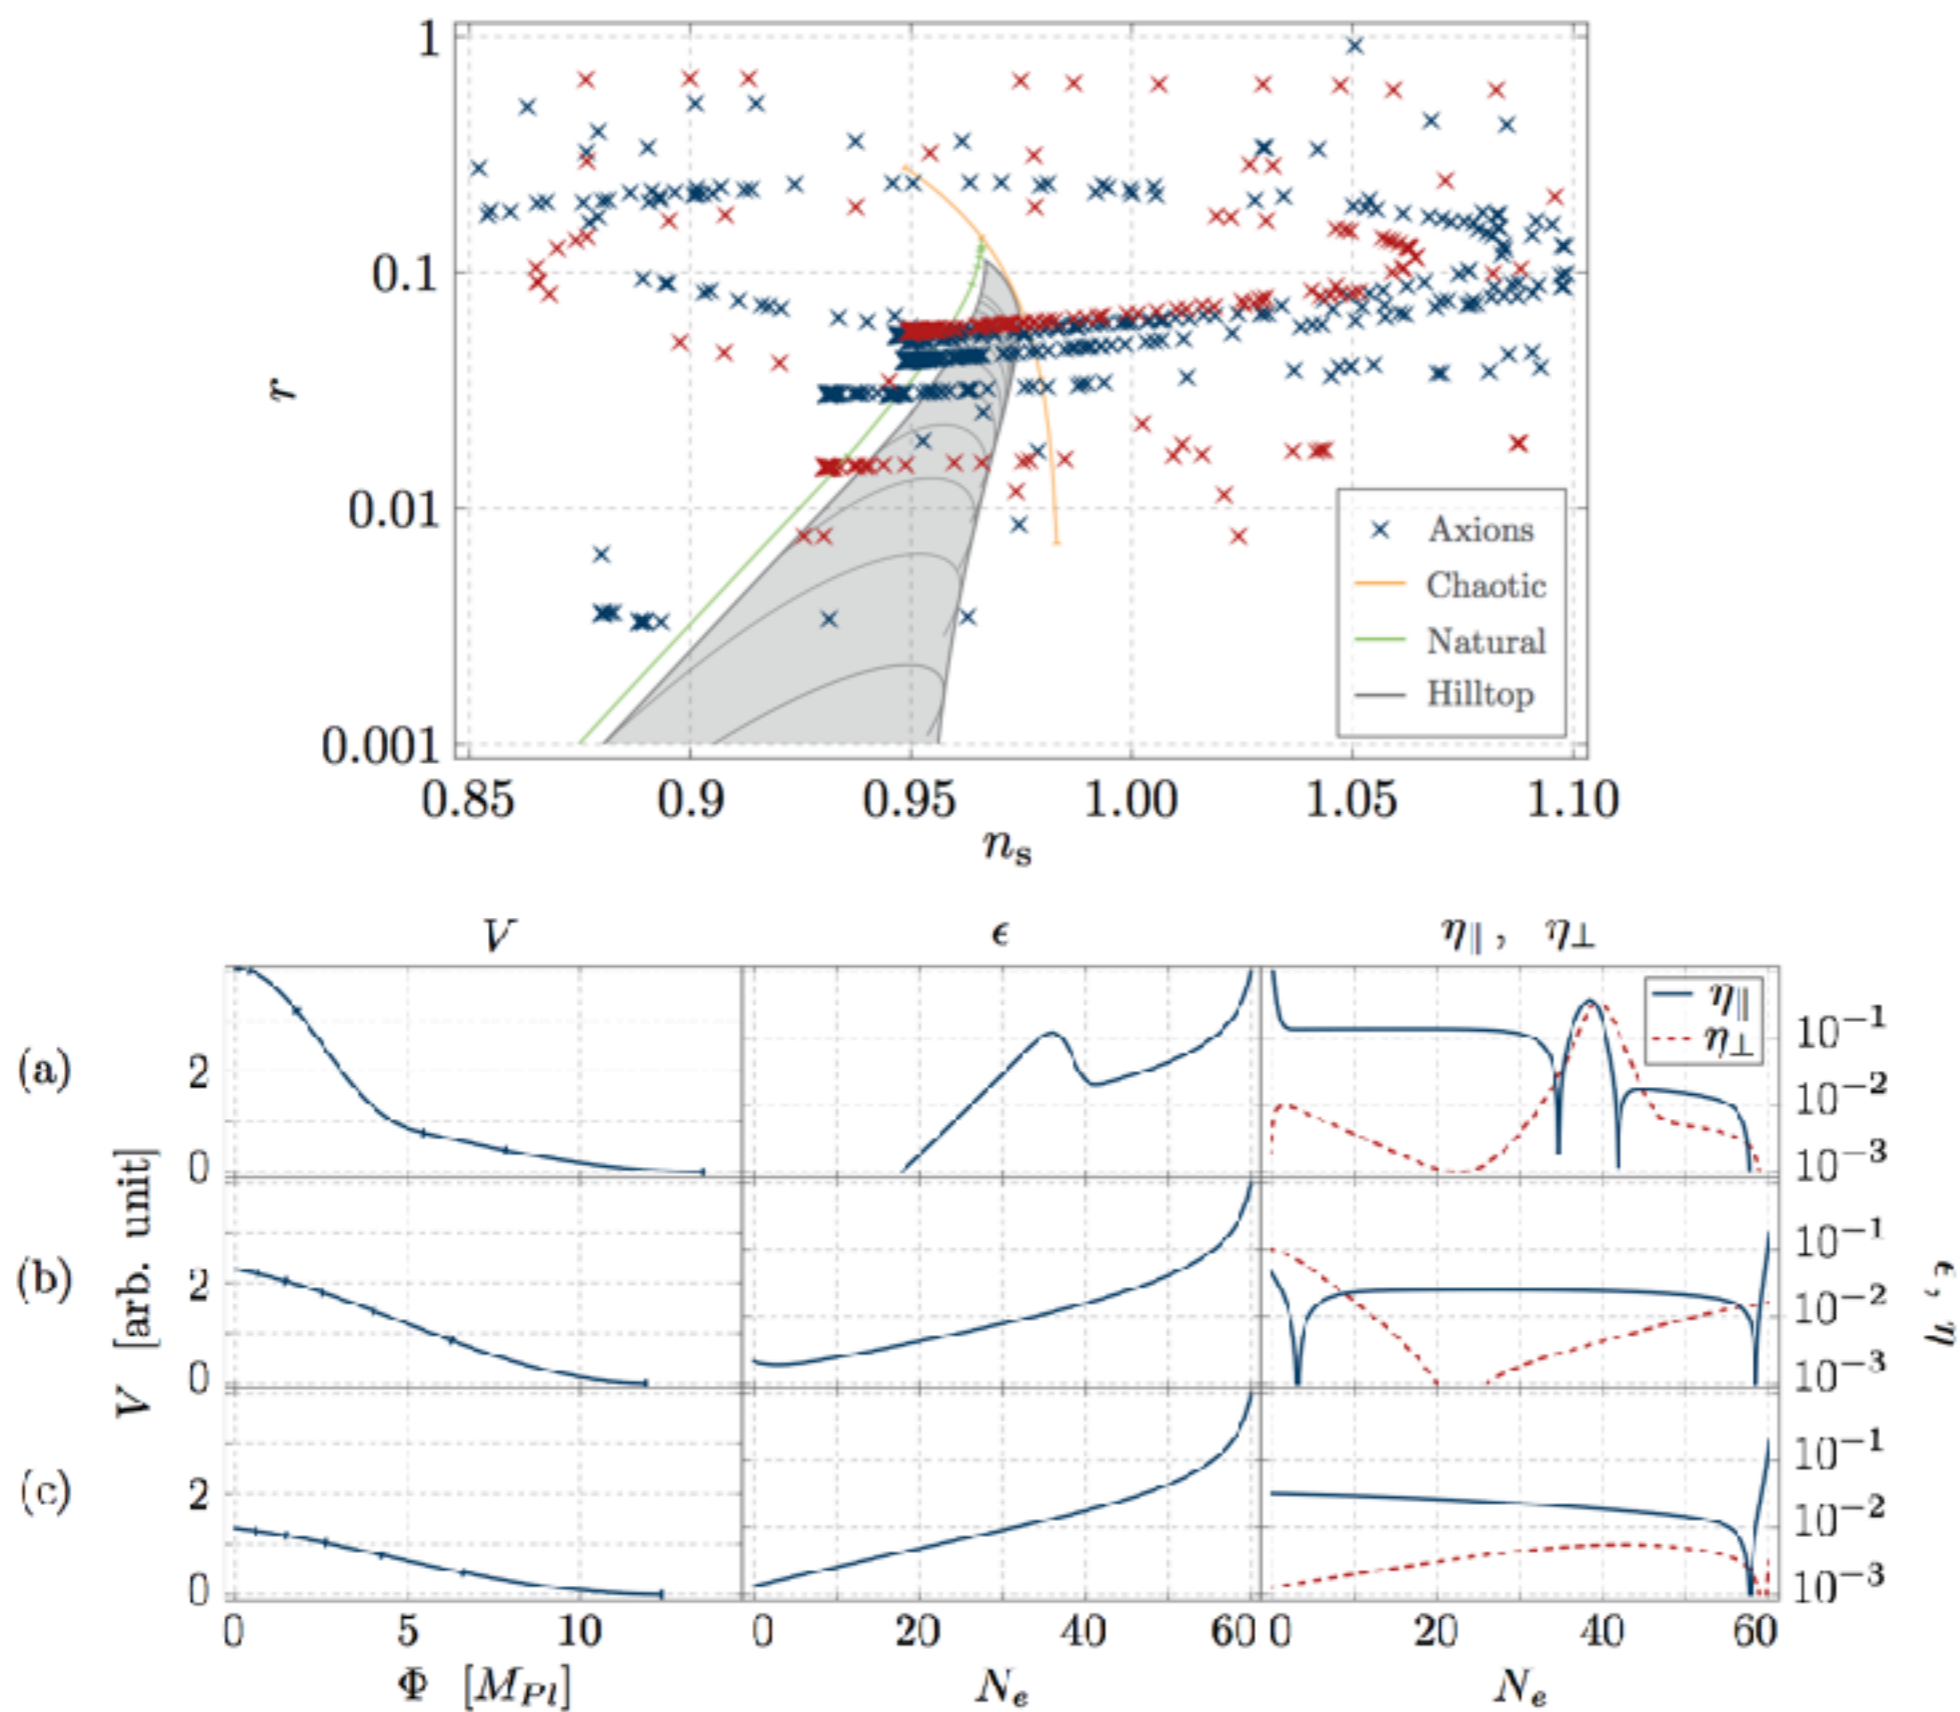 1
0.1
0.01
0.001
r
0.85 0.9 0.95 1.00 1.05 1.10
n_s
Axions
Chaotic
Natural
Hilltop
V ϵ η∥, η⊥
(a)
2
0
η∥
η⊥
10⁻¹
10⁻²
10⁻³
(b)
2
0
10⁻¹
10⁻²
10⁻³
(c)
2
0
10⁻¹
10⁻²
10⁻³
V [arb. unit]
ϵ, η
0 5 10 0 20 40 60 0 20 40 60
Φ [M_Pl] N_e N_e